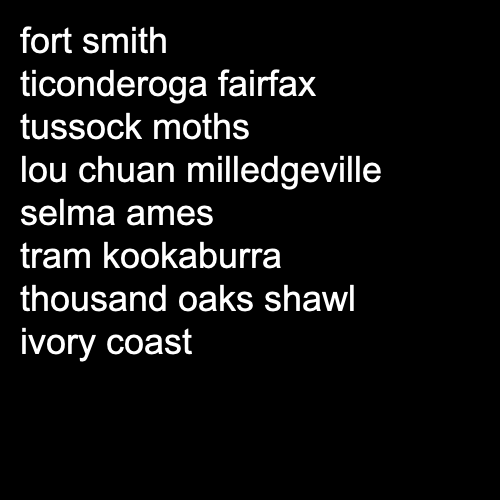 fort smith
ticonderoga fairfax
tussock moths
lou chuan milledgeville
selma ames
tram kookaburra
thousand oaks shawl
ivory coast